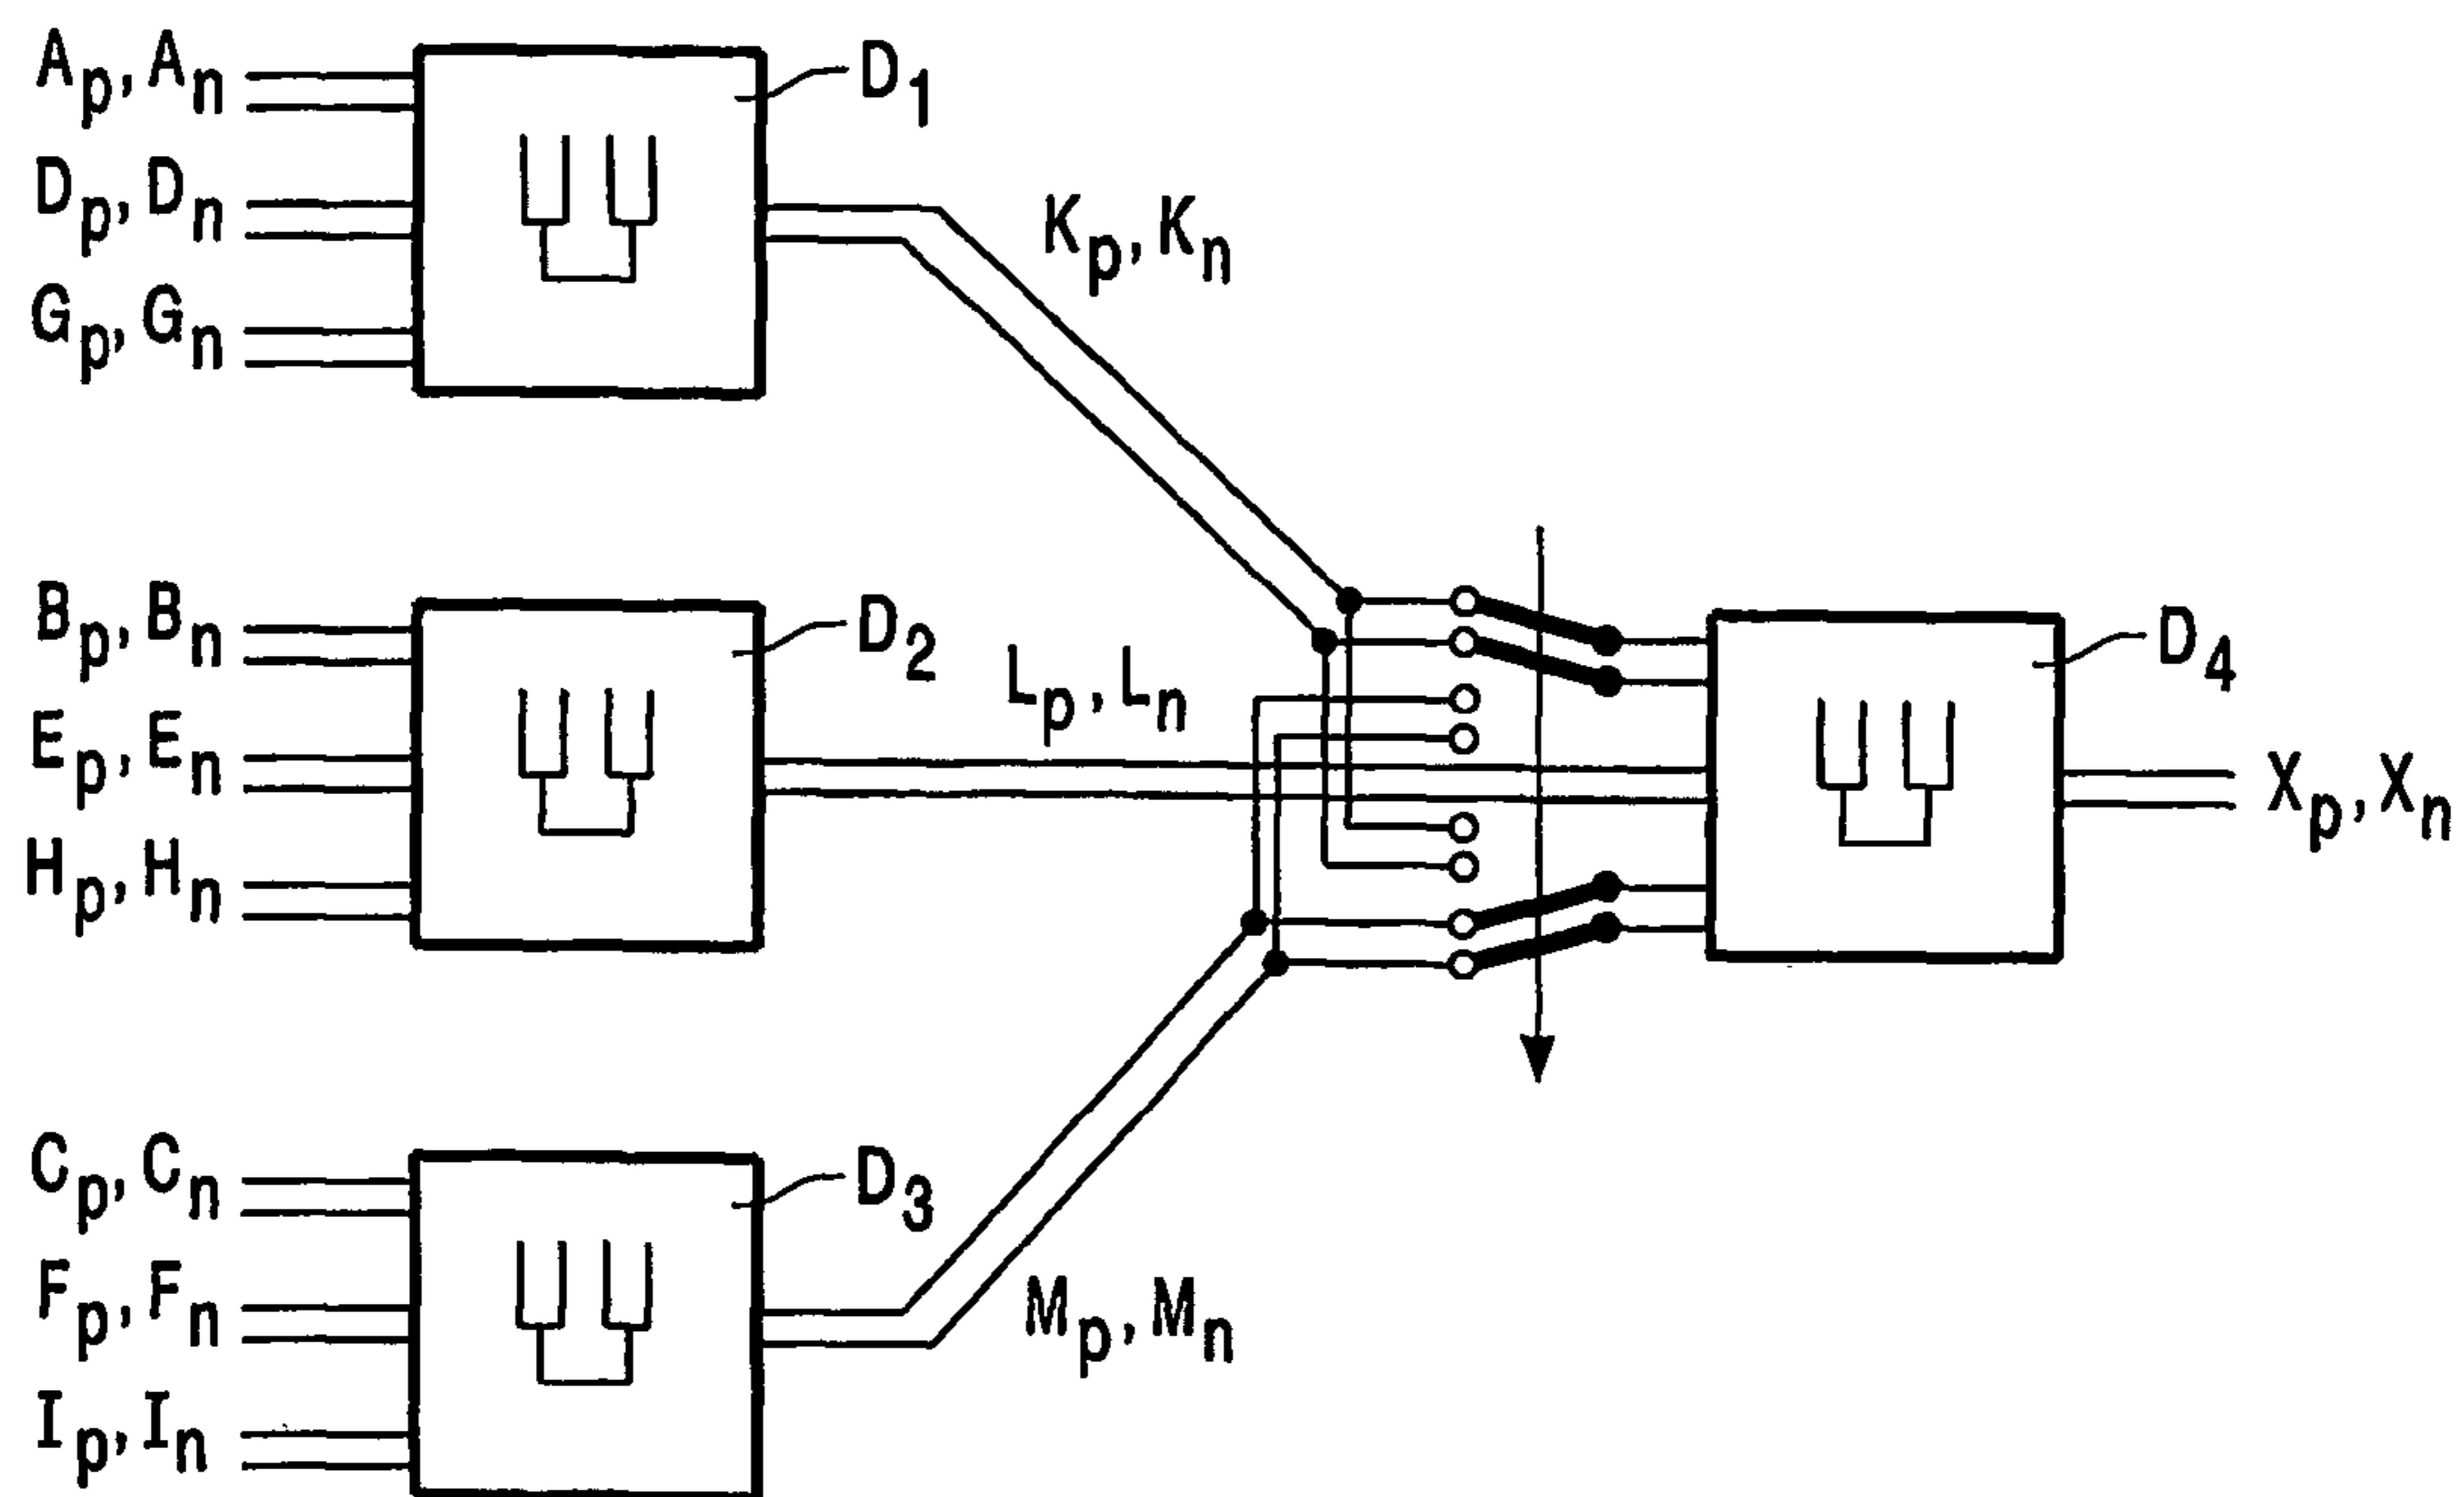 Ap, An
D1
Dp, Dn
Kp, Kn
Gp, Gn
Bp, Bn
D2
D4
Lp, Ln
Ep, En
Xp, Xn
Hp, Hn
Cp, Cn
D3
Fp, Fn
Mp, Mn
Ip, In